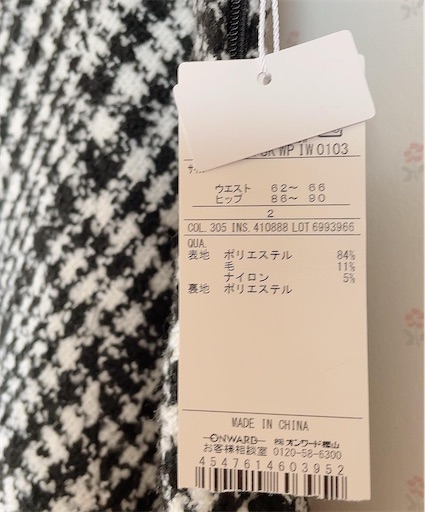 WP IW0103
ウエスト 62～ 66
ヒップ 86～ 90
2
COL. 305 INS. 410888 LOT 6993966
QUA.
表地 ポリエステル 84%
毛 11%
ナイロン 5%
裏地 ポリエステル
MADE IN CHINA
ONWARD ㈱オンワード樫山
お客様相談室 0120-58-6300
4547614603952